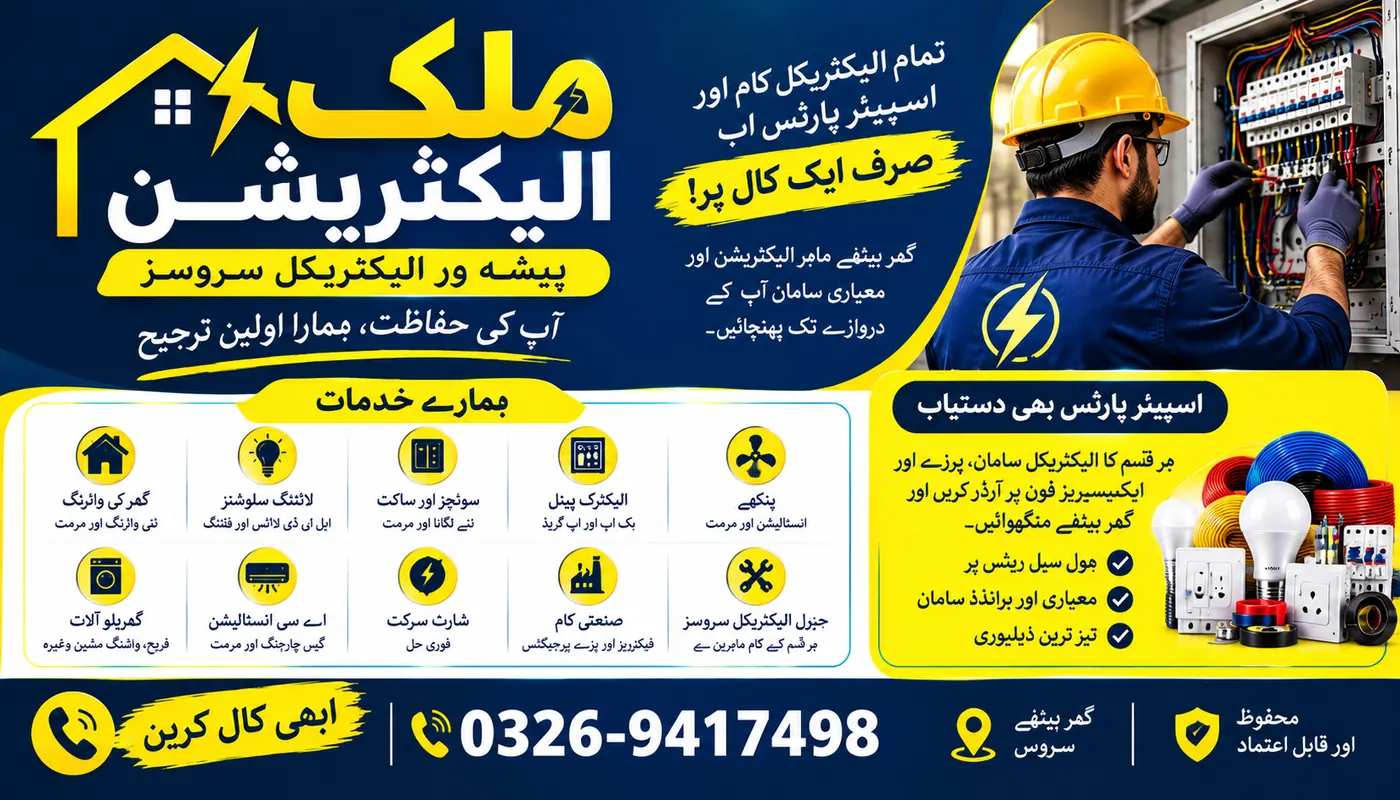 ملک
الیکٹریشن
پیشہ ور الیکٹریکل سروسز
آپ کی حفاظت، ہمارا اولین ترجیح
تمام الیکٹریکل کام اور
اسپیئر پارٹس اب
صرف ایک کال پر!
گھر بیٹھے ماہر الیکٹریشن اور
معیاری سامان آپ کے
دروازے تک پہنچائیں۔
ہمارے خدمات
پنکھے
انسٹالیشن اور مرمت
الیکٹرک پینل
بک اپ اور اپ گریڈ
سوئچز اور ساکٹ
نئے لگانا اور مرمت
لائٹنگ سلوشنز
ایل ای ڈی لائٹس اور فٹنگ
گھر کی وائرنگ
نئی وائرنگ اور مرمت
جنرل الیکٹریکل سروسز
ہر قسم کے کام ماہرین سے
صنعتی کام
فیکٹریز اور بڑے پرجیکٹس
شارٹ سرکٹ
فوری حل
اے سی انسٹالیشن
گیس چارجنگ اور مرمت
گھریلو آلات
فریج، واشنگ مشین وغیرہ
اسپیئر پارٹس بھی دستیاب
ہر قسم کا الیکٹریکل سامان، پرزے اور
ایکسیسریز فون پر آرڈر کریں اور
گھر بیٹھے منگھوائیں۔
ہول سیل ریٹس پر
معیاری اور برانڈڈ سامان
تیز ترین ڈیلیوری
محفوظ
اور قابل اعتماد
گھر بیٹھے
سروس
0326-9417498
ابھی کال کریں